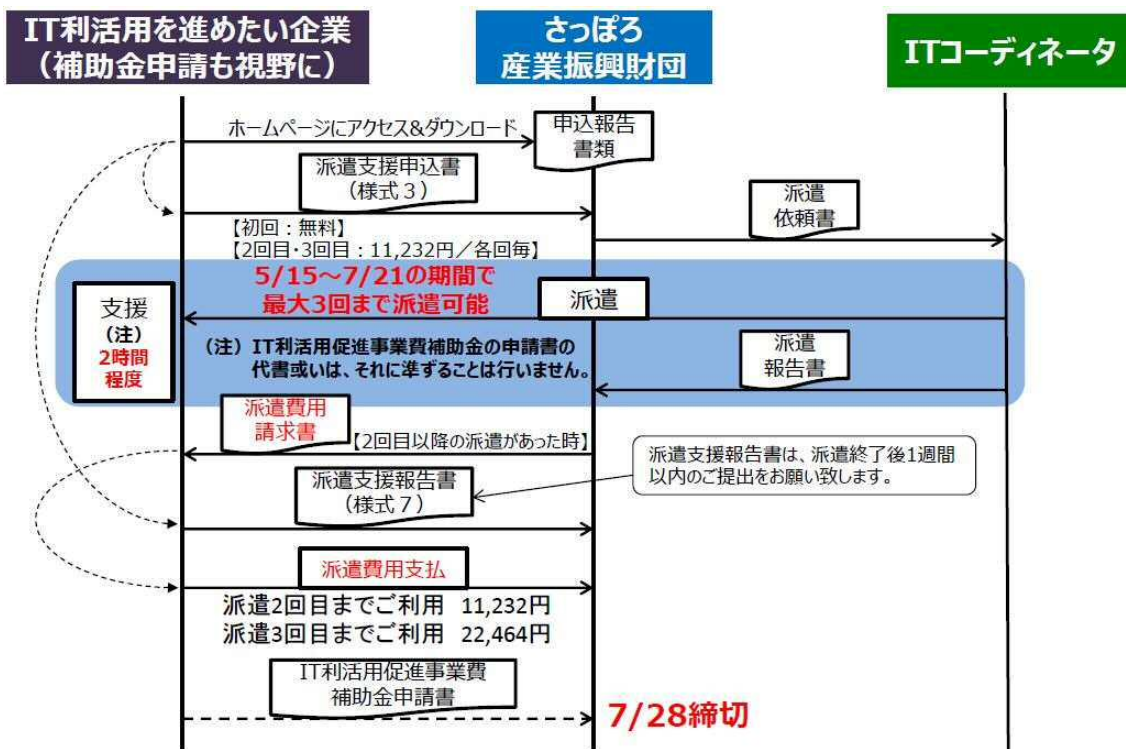 IT利活用を進めたい企業
（補助金申請も視野に）
さっぽろ
産業振興財団
ITコーディネータ
ホームページにアクセス&ダウンロード
申込報告
書類
派遣支援申込書
（様式３）
【初回：無料】
【2回目・3回目：11,232円／各回毎】
派遣
依頼書
5/15～7/21の期間で
最大3回まで派遣可能
派遣
支援
（注）
2時間
程度
（注）IT利活用促進事業費補助金の申請書の
代書或いは、それに準ずることは行いません。
派遣
報告書
派遣費用
請求書
【2回目以降の派遣があった時】
派遣支援報告書は、派遣終了後1週間
以内のご提出をお願い致します。
派遣支援報告書
（様式７）
派遣費用支払
派遣2回目までご利用 11,232円
派遣3回目までご利用 22,464円
IT利活用促進事業費
補助金申請書
7/28締切